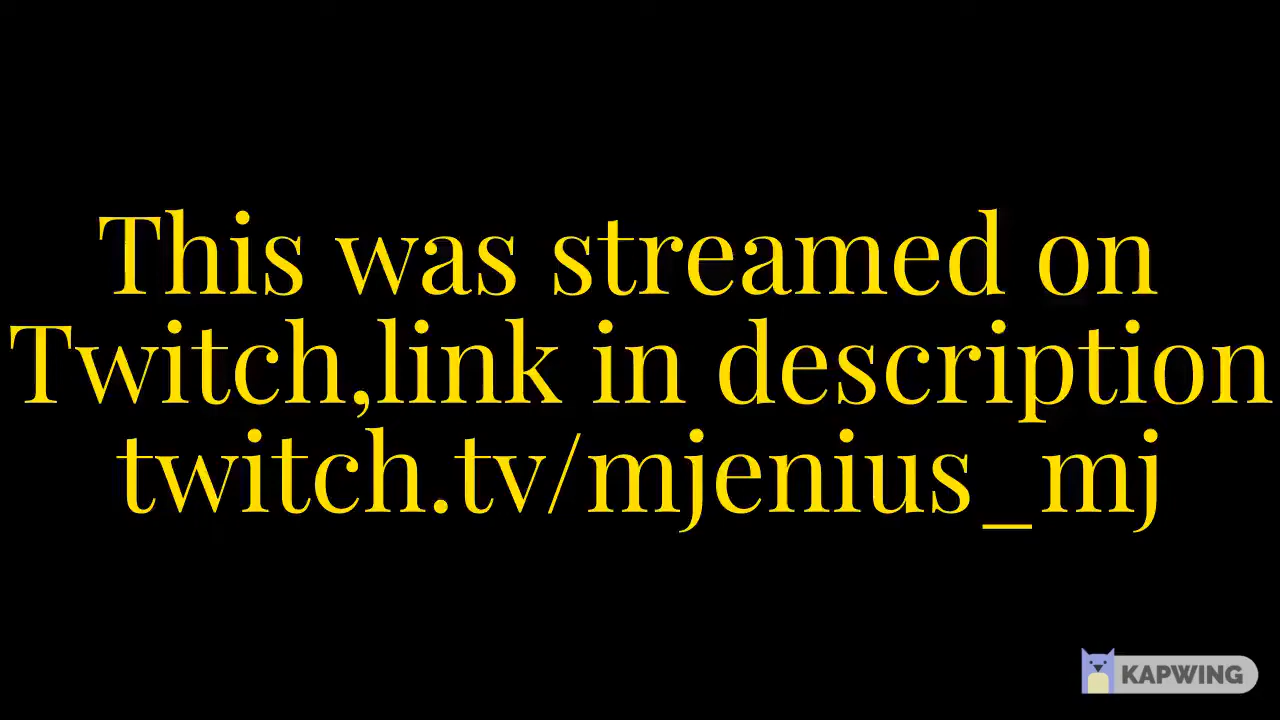 This was streamed on
Twitch,link in description
twitch.tv/mjenius_mj
KAPWING